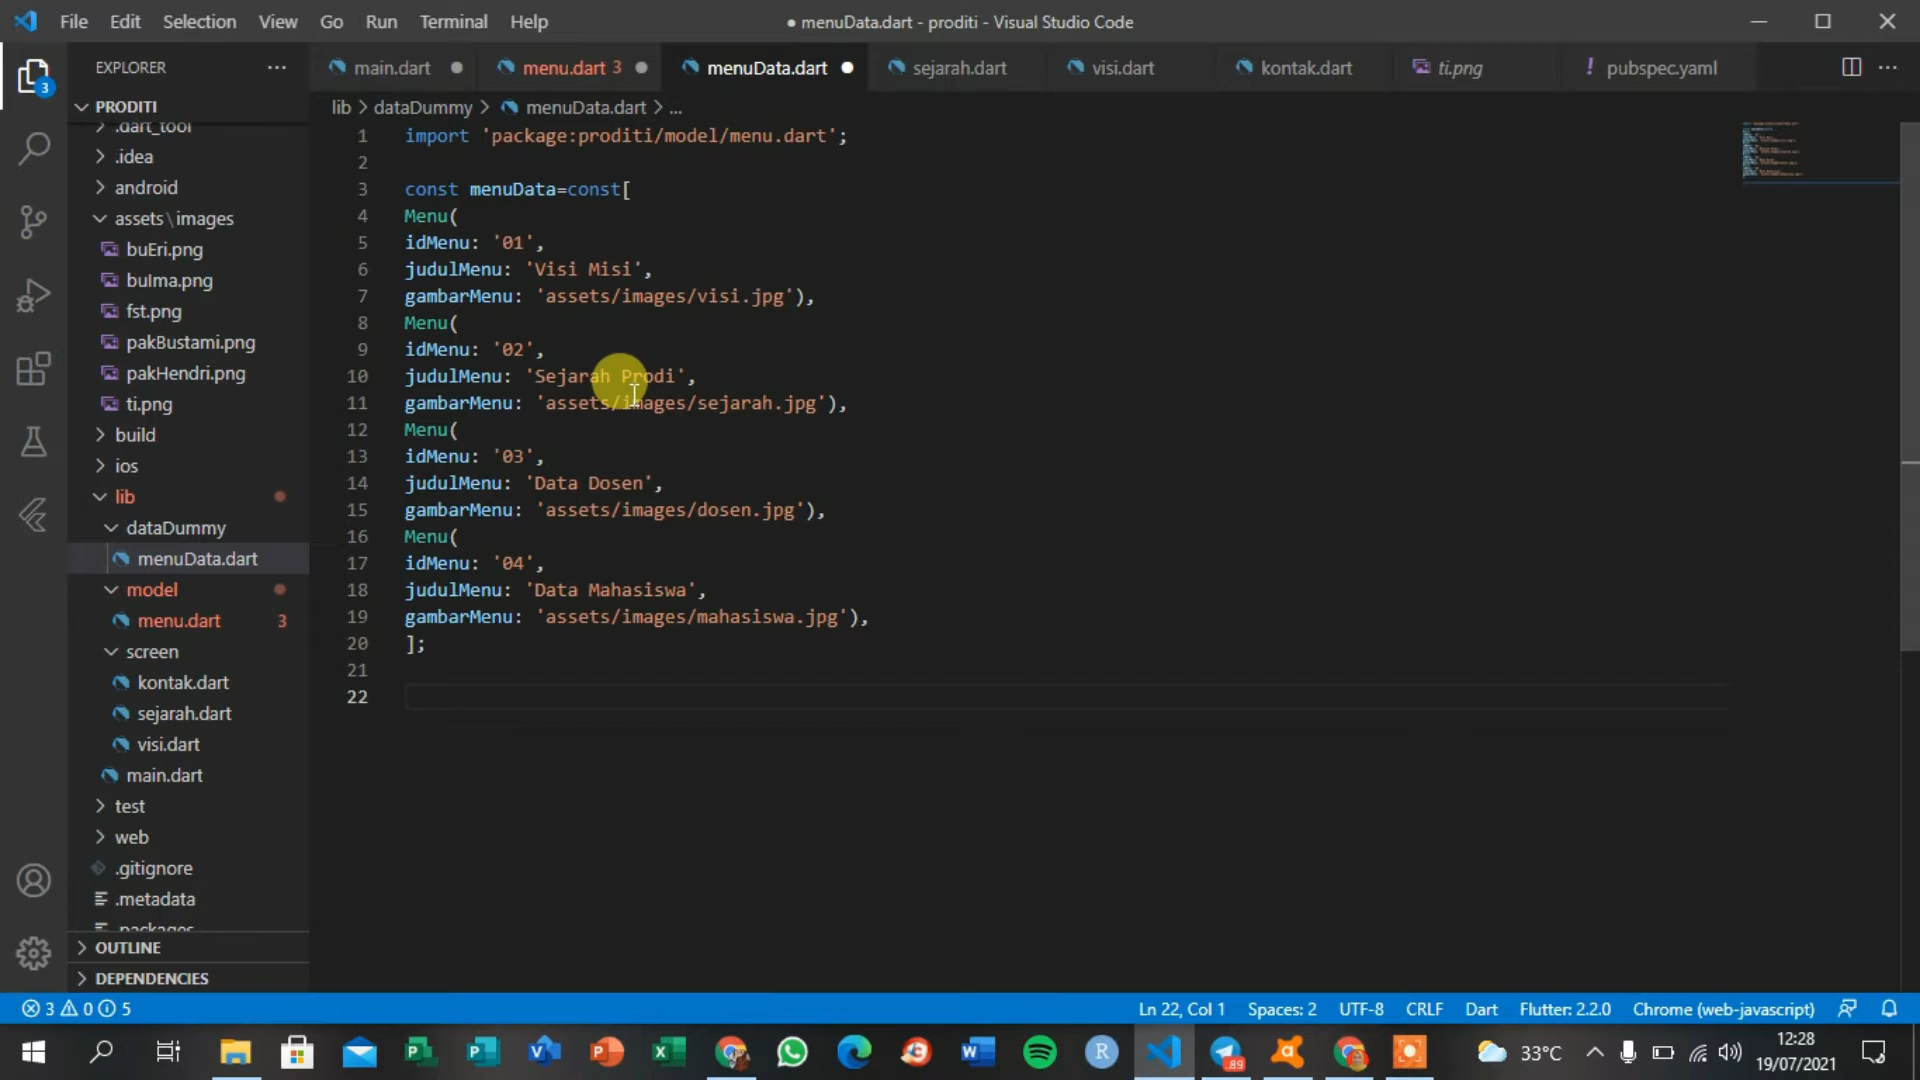 File Edit Selection View Go Run Terminal Help
● menuData.dart - proditi - Visual Studio Code
EXPLORER
main.dart
menu.dart 3
menuData.dart
sejarah.dart
visi.dart
kontak.dart
ti.png
! pubspec.yaml
3
PRODITI
.dart_tool
.idea
android
assets\images
buEri.png
buIma.png
fst.png
pakBustami.png
pakHendri.png
ti.png
build
ios
lib
dataDummy
menuData.dart
model
menu.dart 3
screen
kontak.dart
sejarah.dart
visi.dart
main.dart
test
web
.gitignore
.metadata
.packages
OUTLINE
DEPENDENCIES
lib > dataDummy > menuData.dart > ...
1 import 'package:proditi/model/menu.dart';
2
3 const menuData=const[
4 Menu(
5 idMenu: '01',
6 judulMenu: 'Visi Misi',
7 gambarMenu: 'assets/images/visi.jpg'),
8 Menu(
9 idMenu: '02',
10 judulMenu: 'Sejarah Prodi',
11 gambarMenu: 'assets/images/sejarah.jpg'),
12 Menu(
13 idMenu: '03',
14 judulMenu: 'Data Dosen',
15 gambarMenu: 'assets/images/dosen.jpg'),
16 Menu(
17 idMenu: '04',
18 judulMenu: 'Data Mahasiswa',
19 gambarMenu: 'assets/images/mahasiswa.jpg'),
20 ];
21
22
3 0 5
Ln 22, Col 1 Spaces: 2 UTF-8 CRLF Dart Flutter: 2.2.0 Chrome (web-javascript)
89
33°C
12:28
19/07/2021